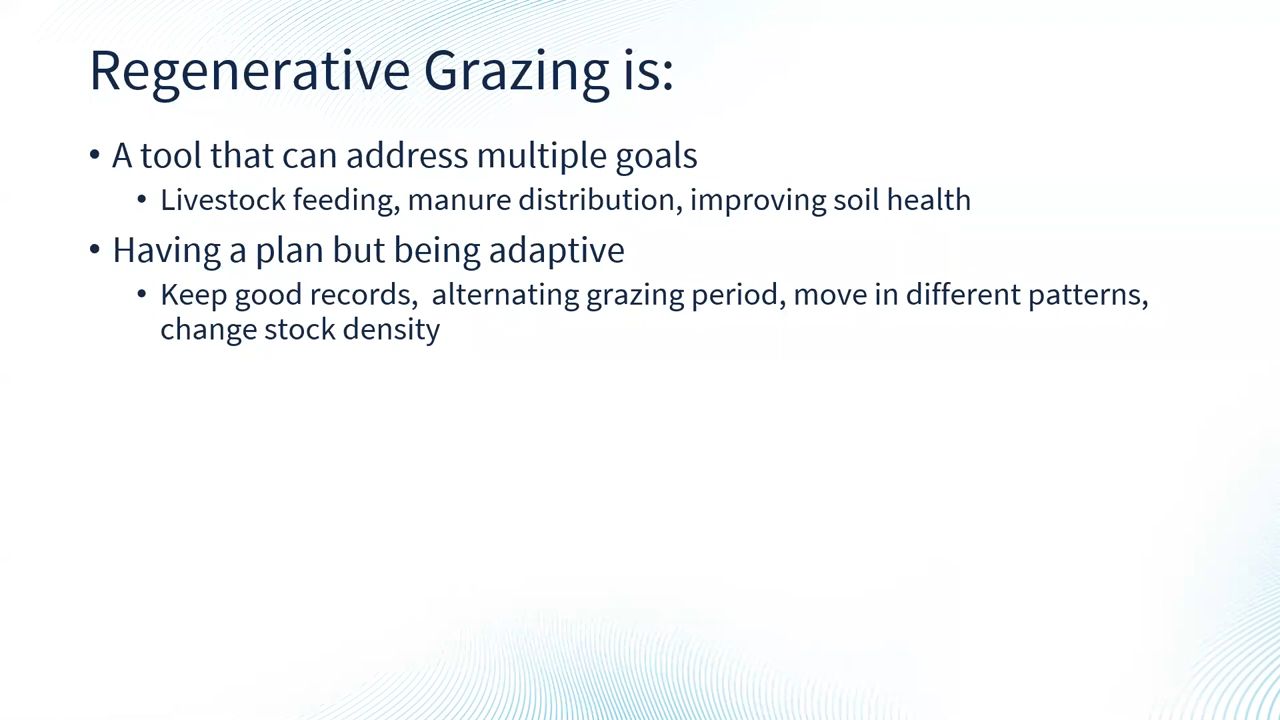 Regenerative Grazing is:
• A tool that can address multiple goals
• Livestock feeding, manure distribution, improving soil health
• Having a plan but being adaptive
• Keep good records,  alternating grazing period, move in different patterns,
change stock density